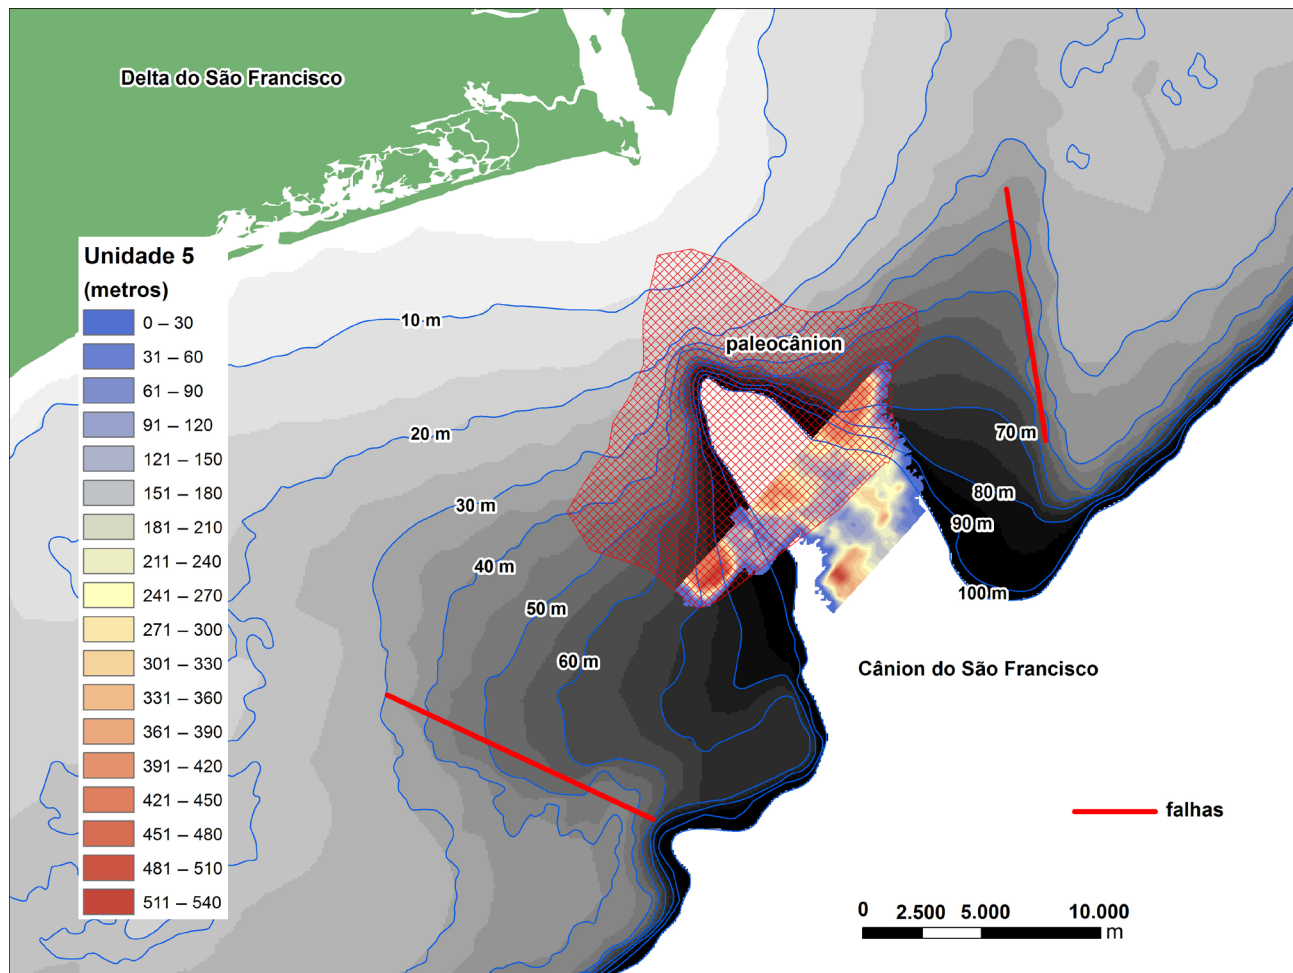 Delta do São Francisco
Unidade 5
(metros)
0 – 30
31 – 60
61 – 90
91 – 120
121 – 150
151 – 180
181 – 210
211 – 240
241 – 270
271 – 300
301 – 330
331 – 360
361 – 390
391 – 420
421 – 450
451 – 480
481 – 510
511 – 540
10 m
paleocânion
20 m
70 m
30 m
80 m
90 m
40 m
100 m
50 m
60 m
Cânion do São Francisco
falhas
0 2.500 5.000 10.000
m